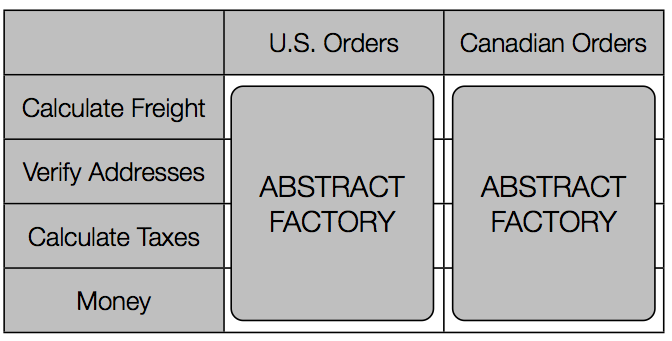 U.S. Orders
Canadian Orders
Calculate Freight
Verify Addresses
Calculate Taxes
Money
ABSTRACT
FACTORY
ABSTRACT
FACTORY